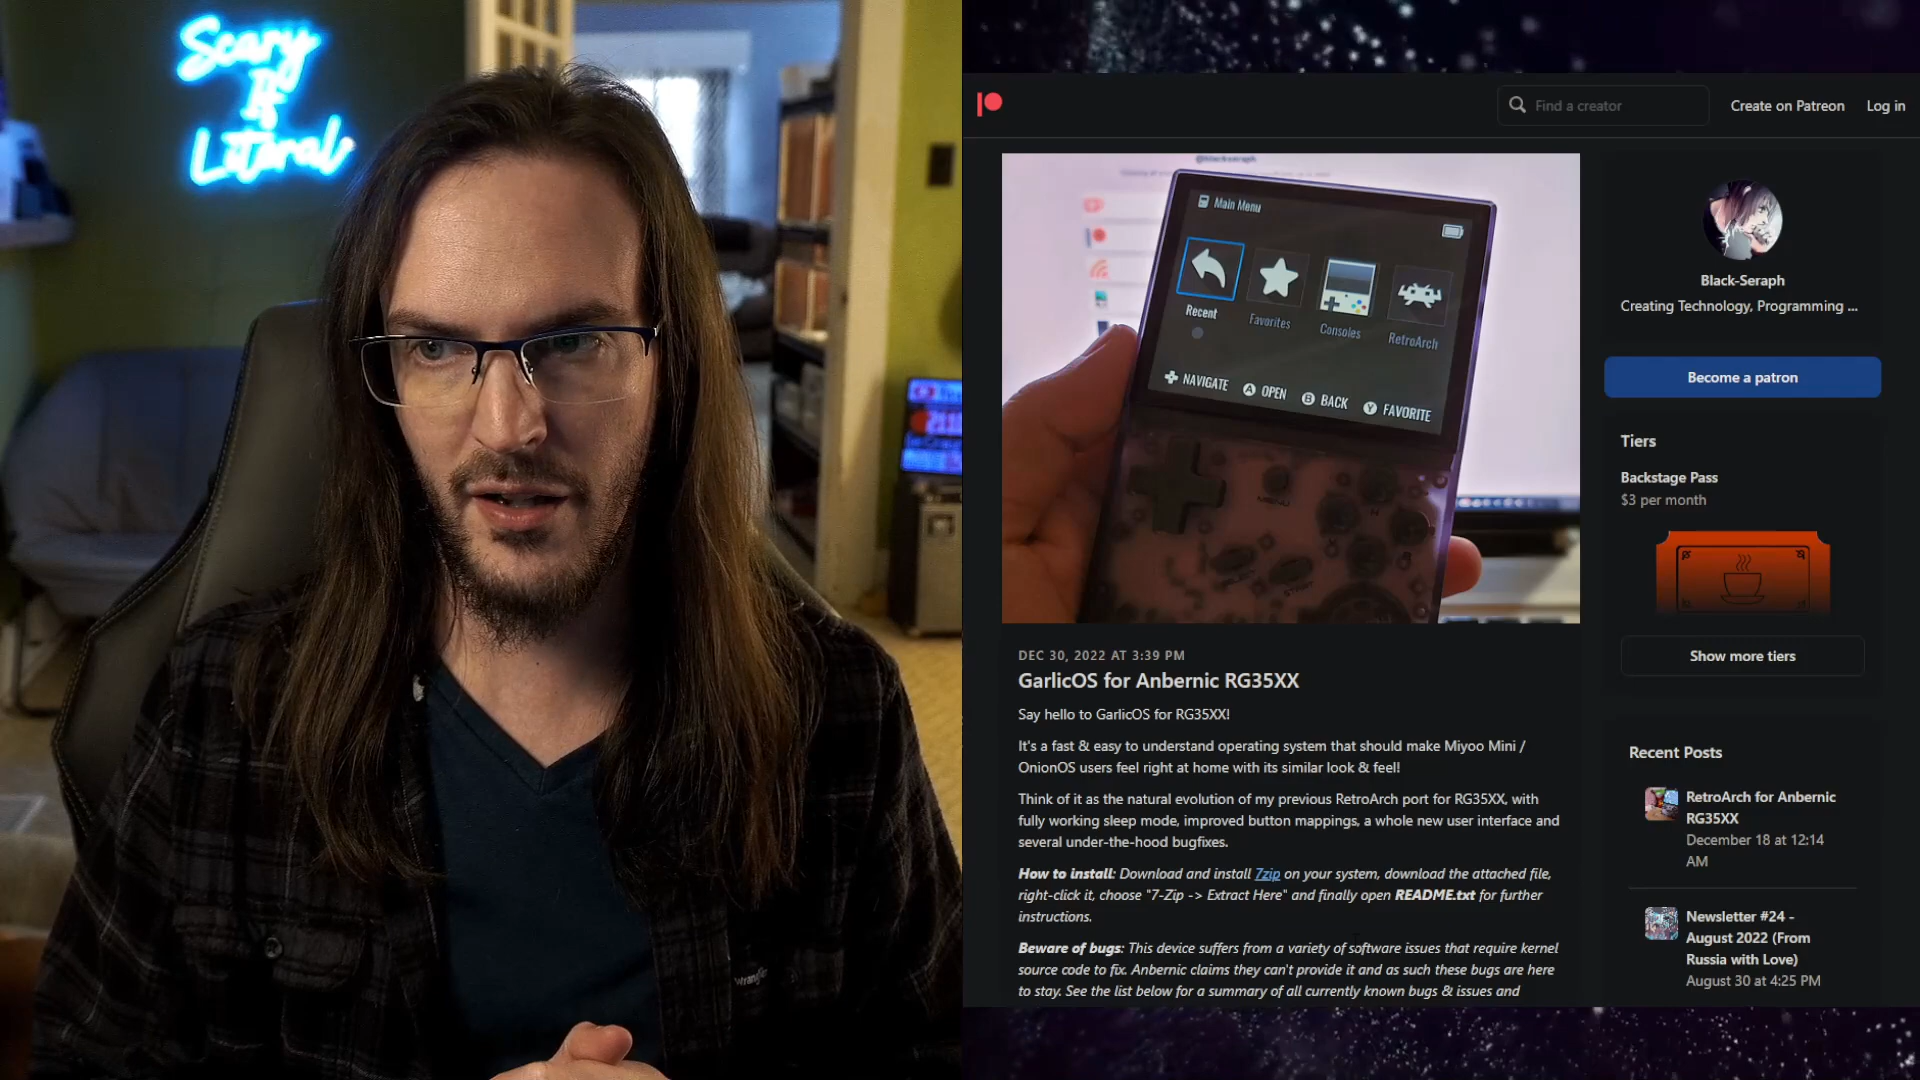 Scary
Is
Literal
Wrangler
Find a creator
Create on Patreon
Log in
Main Menu
Recent
Favorites
Consoles
RetroArch
NAVIGATE
A OPEN
B BACK
Y FAVORITE
DEC 30, 2022 AT 3:39 PM
GarlicOS for Anbernic RG35XX
Say hello to GarlicOS for RG35XX!
It's a fast & easy to understand operating system that should make Miyoo Mini /
OnionOS users feel right at home with its similar look & feel!
Think of it as the natural evolution of my previous RetroArch port for RG35XX, with
fully working sleep mode, improved button mappings, a whole new user interface and
several under-the-hood bugfixes.
How to install: Download and install 7zip on your system, download the attached file,
right-click it, choose "7-Zip -> Extract Here" and finally open README.txt for further
instructions.
Beware of bugs: This device suffers from a variety of software issues that require kernel
source code to fix. Anbernic claims they can't provide it and as such these bugs are here
to stay. See the list below for a summary of all currently known bugs & issues and
Black-Seraph
Creating Technology, Programming ...
Become a patron
Tiers
Backstage Pass
$3 per month
Show more tiers
Recent Posts
RetroArch for Anbernic
RG35XX
December 18 at 12:14
AM
Newsletter #24 -
August 2022 (From
Russia with Love)
August 30 at 4:25 PM